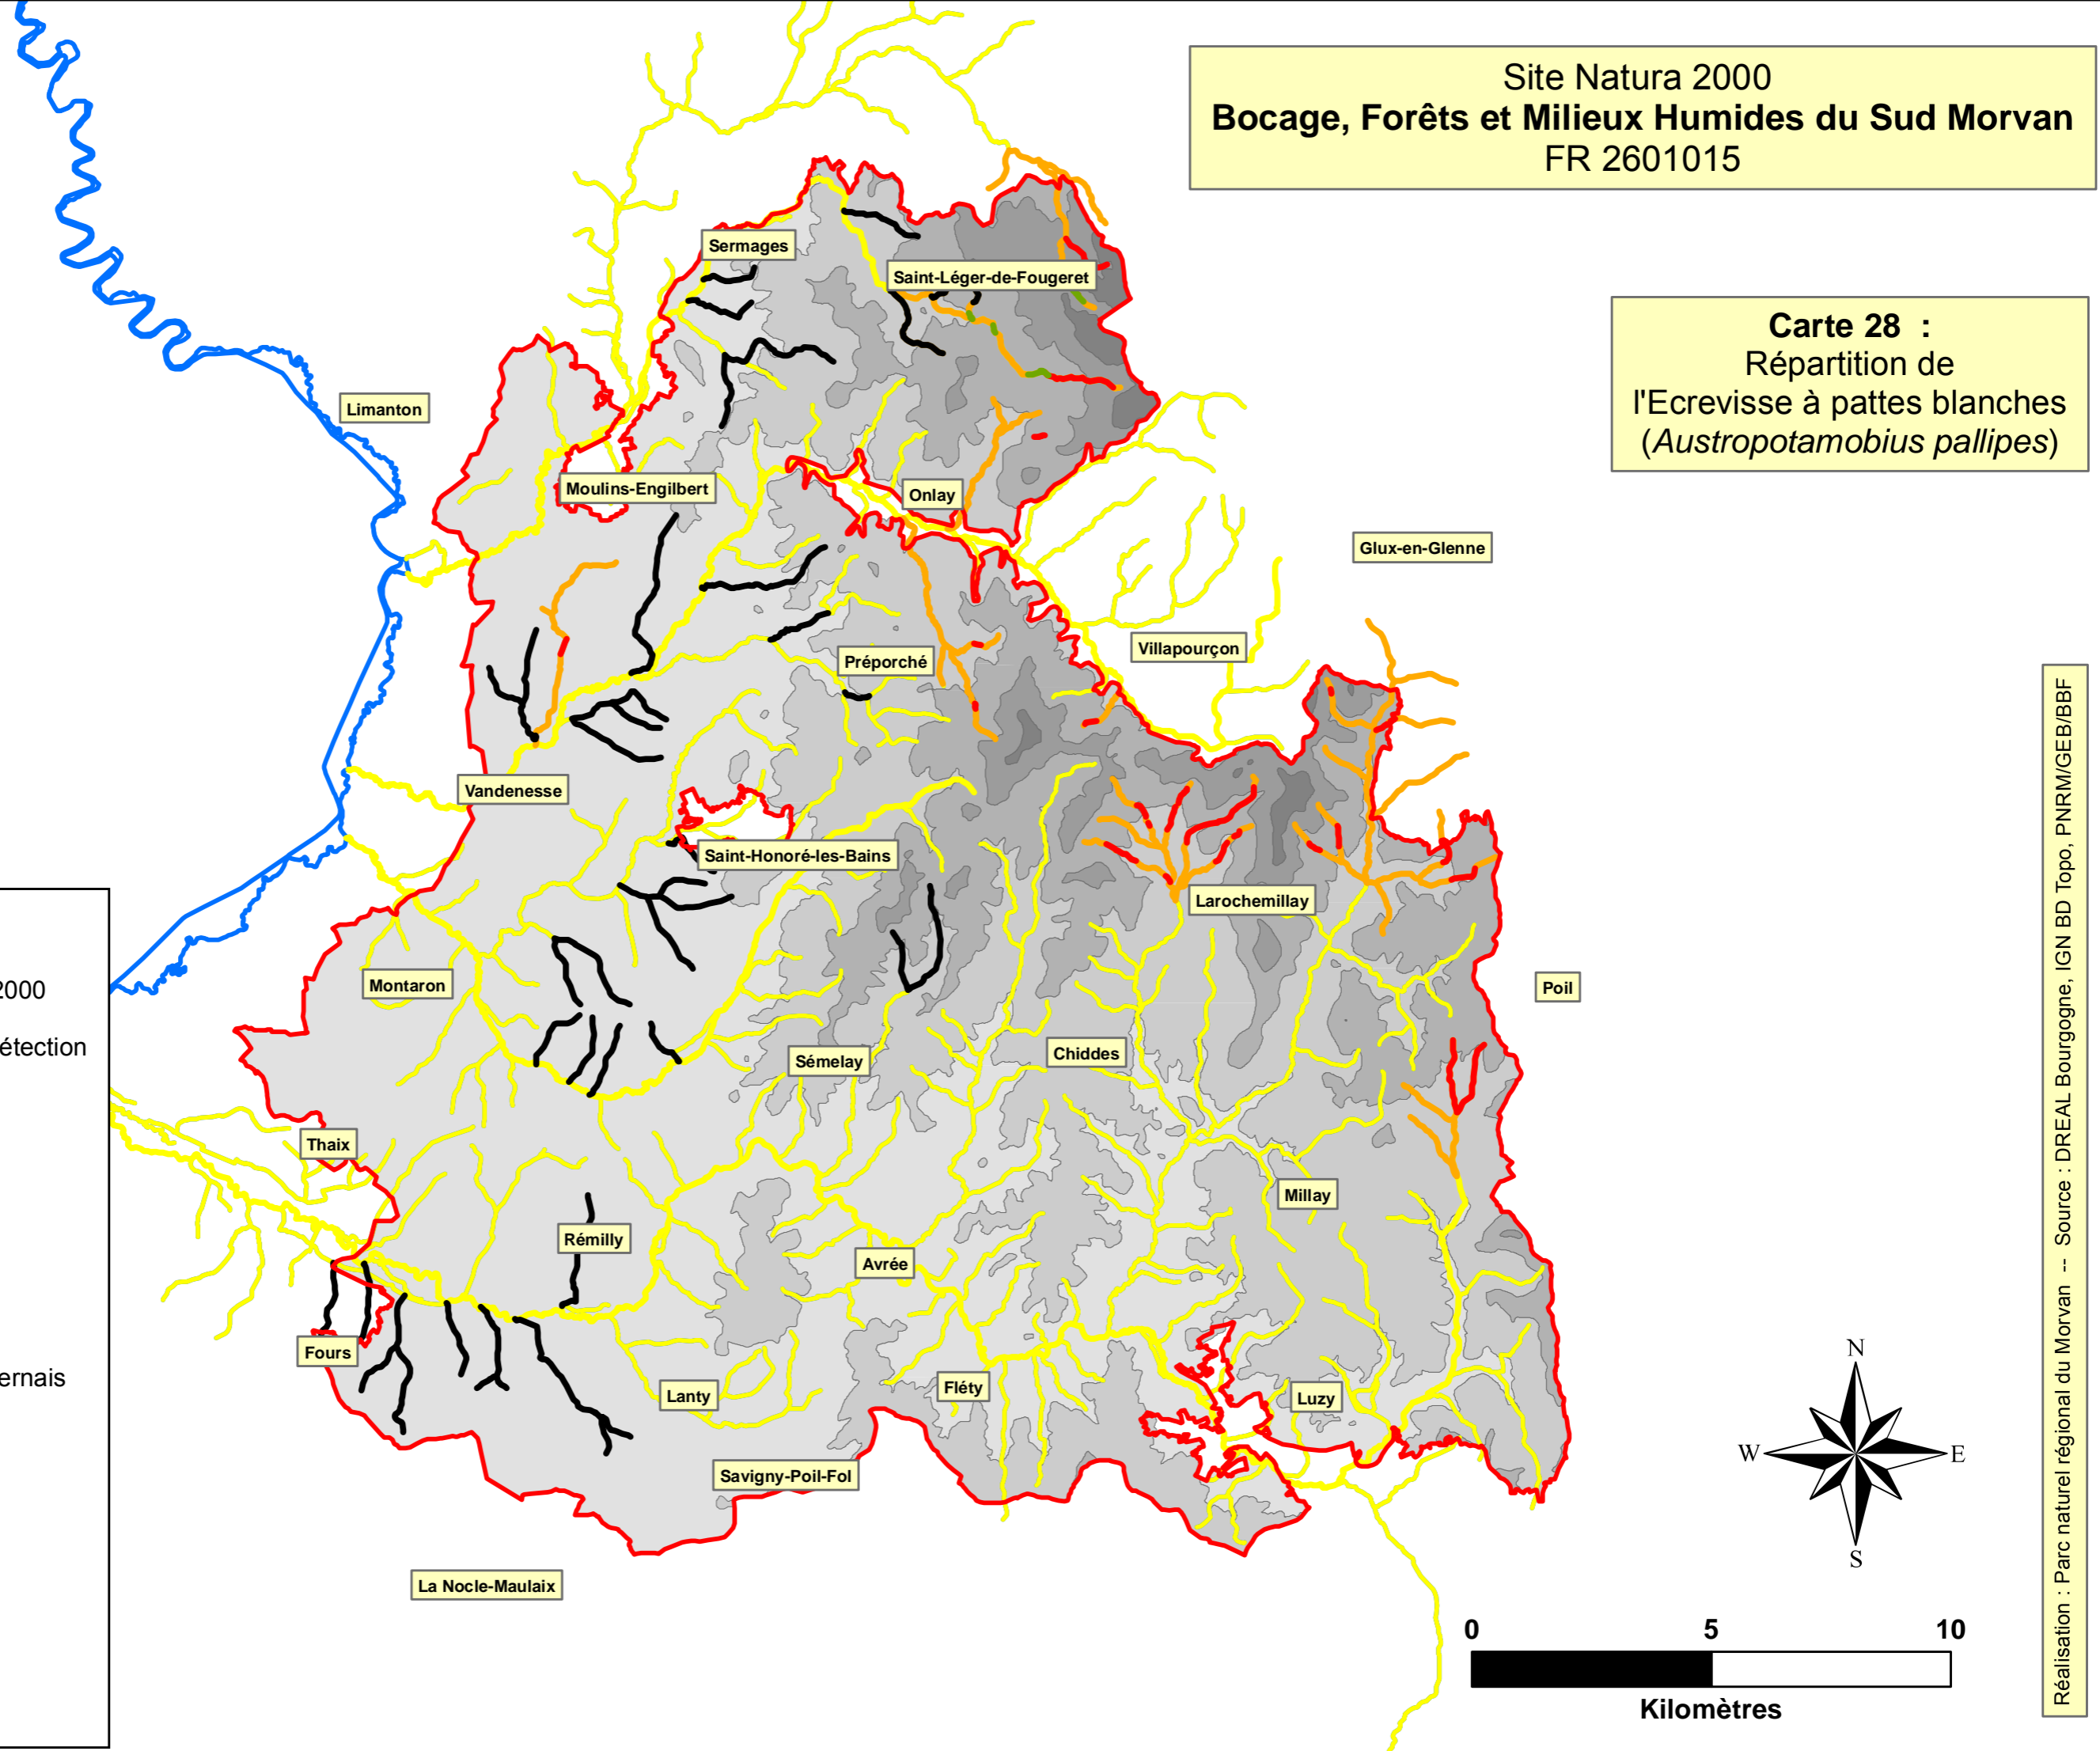 Site Natura 2000
Bocage, Forêts et Milieux Humides du Sud Morvan
FR 2601015
Carte 28 :
Répartition de
l'Ecrevisse à pattes blanches
(Austropotamobius pallipes)
Sermages
Saint-Léger-de-Fougeret
Limanton
Moulins-Engilbert
Onlay
Glux-en-Glenne
Villapourçon
Préporché
Vandenesse
Saint-Honoré-les-Bains
Larochemillay
Montaron
Poil
Sémelay
Chiddes
Thaix
Millay
Rémilly
Avrée
Fours
Fléty
Luzy
Lanty
Savigny-Poil-Fol
La Nocle-Maulaix
2000
étection
ernais
N
W
E
S
0 5 10
Kilomètres
Réalisation : Parc naturel régional du Morvan -- Source : DREAL Bourgogne, IGN BD Topo, PNRM/GEB/BBF